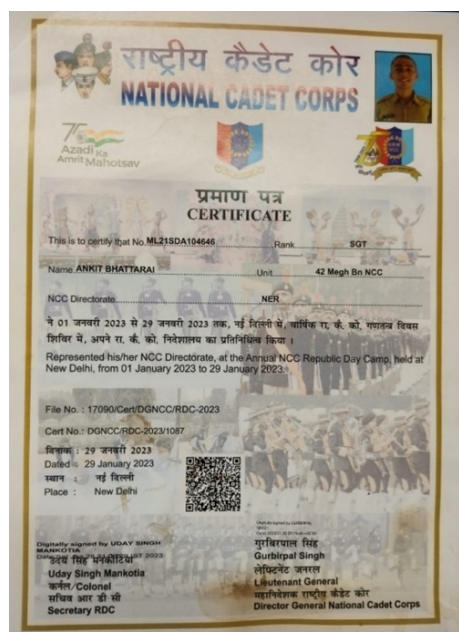 राष्ट्रीय कैडेट कोर
NATIONAL CADET CORPS
Azadi Ka
Amrit Mahotsav
प्रमाण पत्र
CERTIFICATE
This is to certify that No. ML21SDA104646 Rank SGT
Name ANKIT BHATTARAI Unit 42 Megh Bn NCC
NCC Directorate NER
ने 01 जनवरी 2023 से 29 जनवरी 2023 तक, नई दिल्ली में, वार्षिक रा. कै. को. गणतन्त्र दिवस
शिविर में, अपने रा. कै. को. निदेशालय का प्रतिनिधित्व किया ।
Represented his/her NCC Directorate, at the Annual NCC Republic Day Camp, held at
New Delhi, from 01 January 2023 to 29 January 2023.
File No. : 17090/Cert/DGNCC/RDC-2023
Cert No.: DGNCC/RDC-2023/1087
दिनांक : 29 जनवरी 2023
Dated : 29 January 2023
स्थान : नई दिल्ली
Place : New Delhi
Digitally signed by UDAY SINGH
MANKOTIA
उदय सिंह मनकोटिया
Uday Singh Mankotia
कर्नल/Colonel
सचिव आर डी सी
Secretary RDC
गुरबिरपाल सिंह
Gurbirpal Singh
लेफ्टिनेंट जनरल
Lieutenant General
महानिदेशक राष्ट्रीय कैडेट कोर
Director General National Cadet Corps